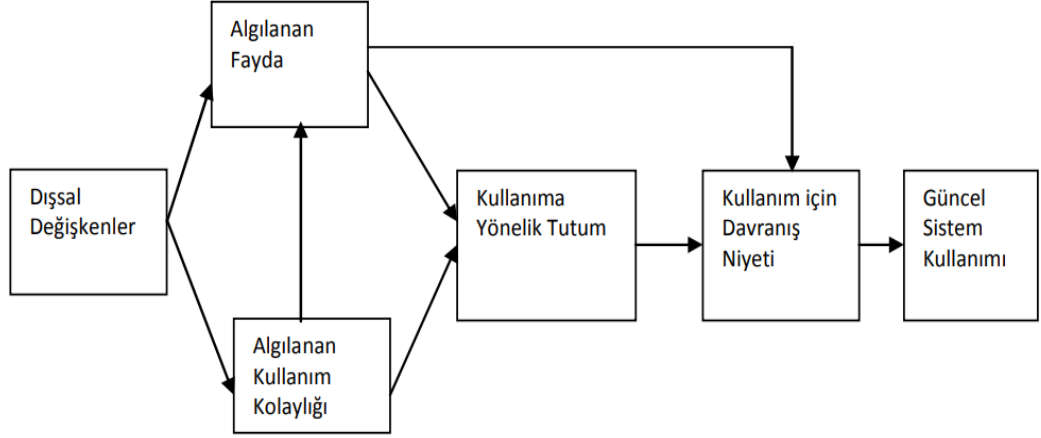 Algılanan
Fayda
Dışsal
Değişkenler
Kullanıma
Yönelik Tutum
Kullanım için
Davranış
Niyeti
Güncel
Sistem
Kullanımı
Algılanan
Kullanım
Kolaylığı